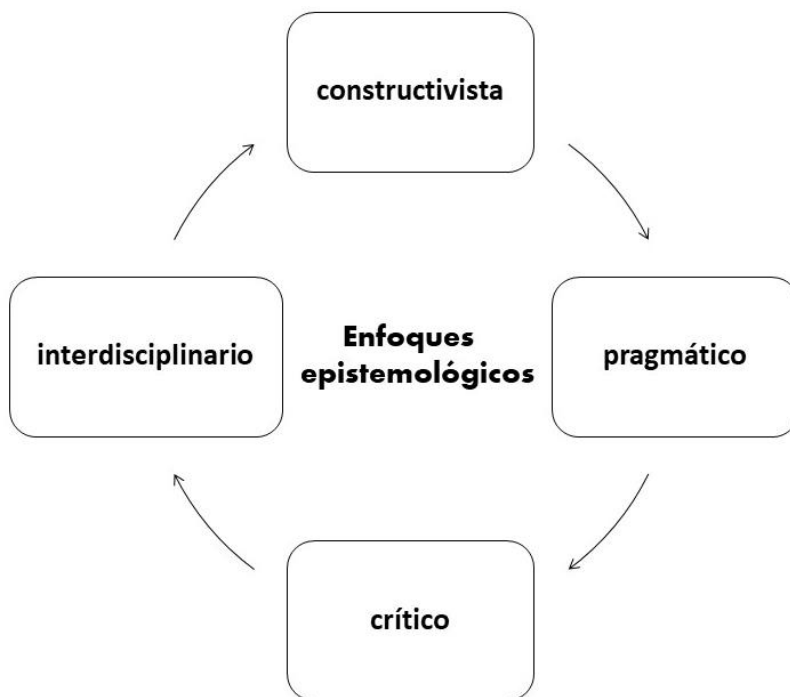 constructivista
interdisciplinario
Enfoques
epistemológicos
pragmático
crítico